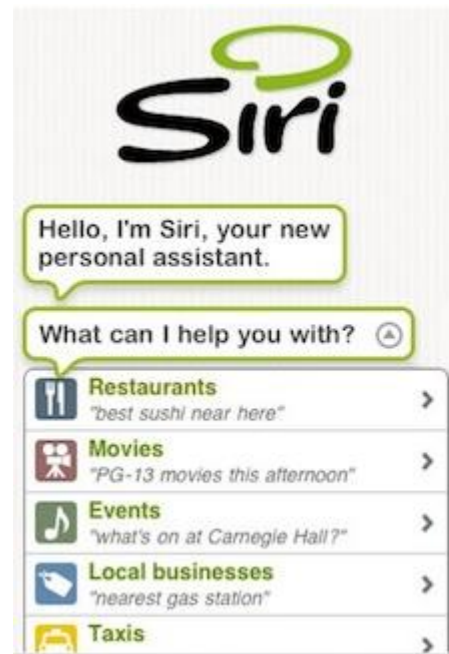 Siri
Hello, I'm Siri, your new
personal assistant.
What can I help you with?
Restaurants
"best sushi near here"
Movies
"PG-13 movies this afternoon"
Events
"what's on at Carnegie Hall?"
Local businesses
"nearest gas station"
Taxis